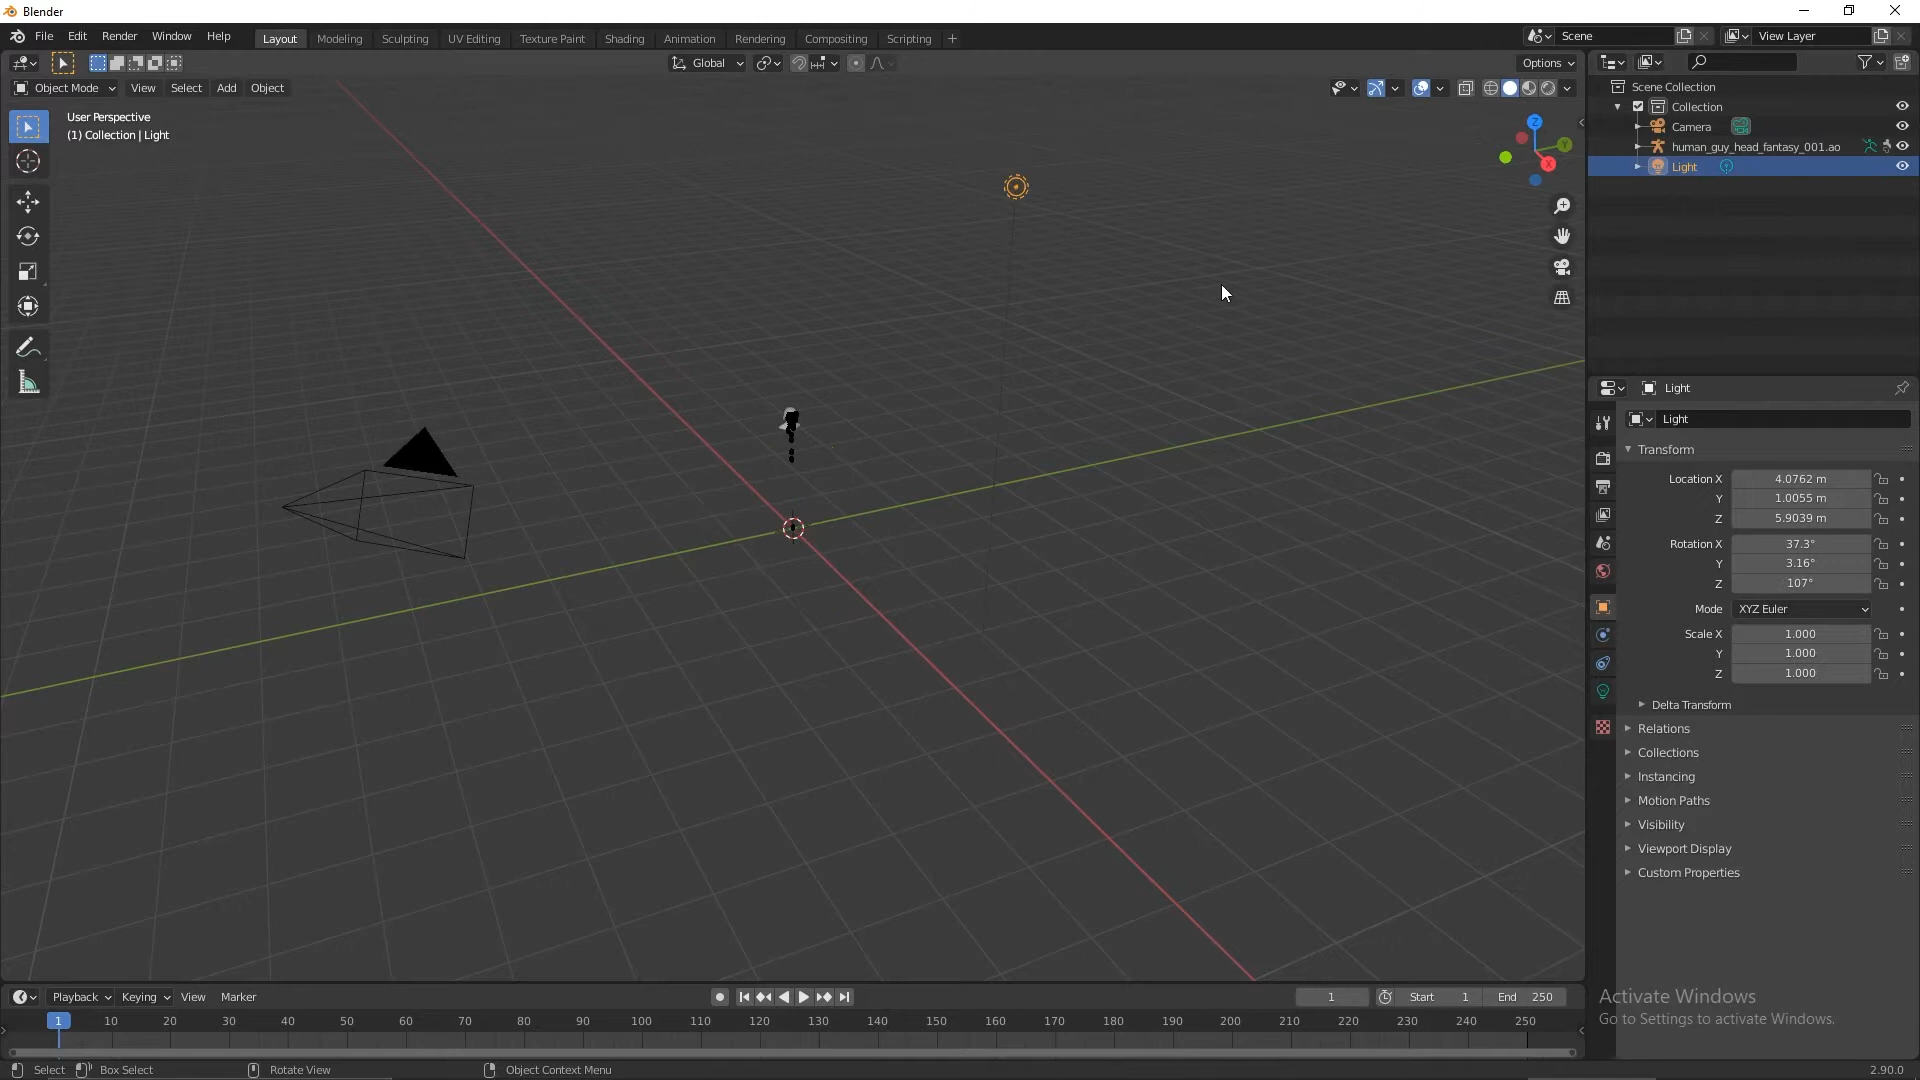 Blender
File Edit Render Window Help Layout Modeling Sculpting UV Editing Texture Paint Shading Animation Rendering Compositing Scripting + Scene View Layer
Global Options
Object Mode View Select Add Object
User Perspective
(1) Collection | Light
Z
Y
X
Scene Collection
Collection
Camera
human_guy_head_fantasy_001.ao
Light
Light
Light
Transform
Location X 4.0762 m
Y 1.0055 m
Z 5.9039 m
Rotation X 37.3°
Y 3.16°
Z 107°
Mode XYZ Euler
Scale X 1.000
Y 1.000
Z 1.000
Delta Transform
Relations
Collections
Instancing
Motion Paths
Visibility
Viewport Display
Custom Properties
Activate Windows
Go to Settings to activate Windows.
Playback Keying View Marker 1 Start 1 End 250
1 10 20 30 40 50 60 70 80 90 100 110 120 130 140 150 160 170 180 190 200 210 220 230 240 250
Select Box Select Rotate View Object Context Menu 2.90.0